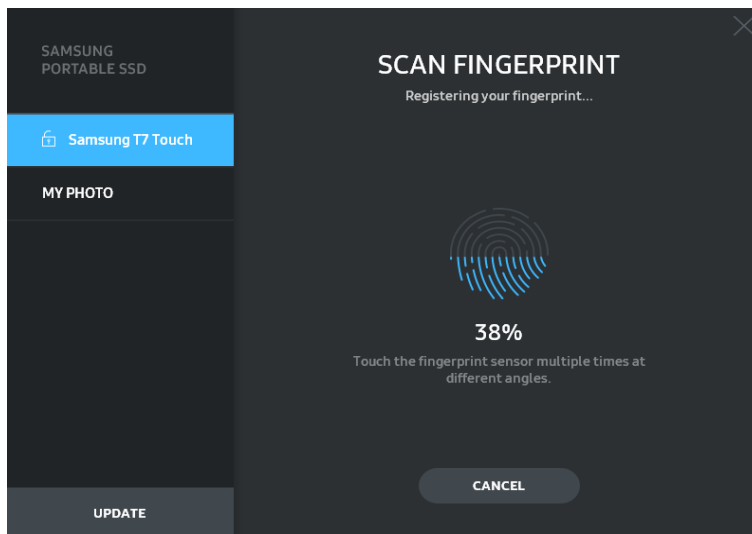 SAMSUNG
PORTABLE SSD
Samsung T7 Touch
MY PHOTO
UPDATE
SCAN FINGERPRINT
Registering your fingerprint...
38%
Touch the fingerprint sensor multiple times at
different angles.
CANCEL